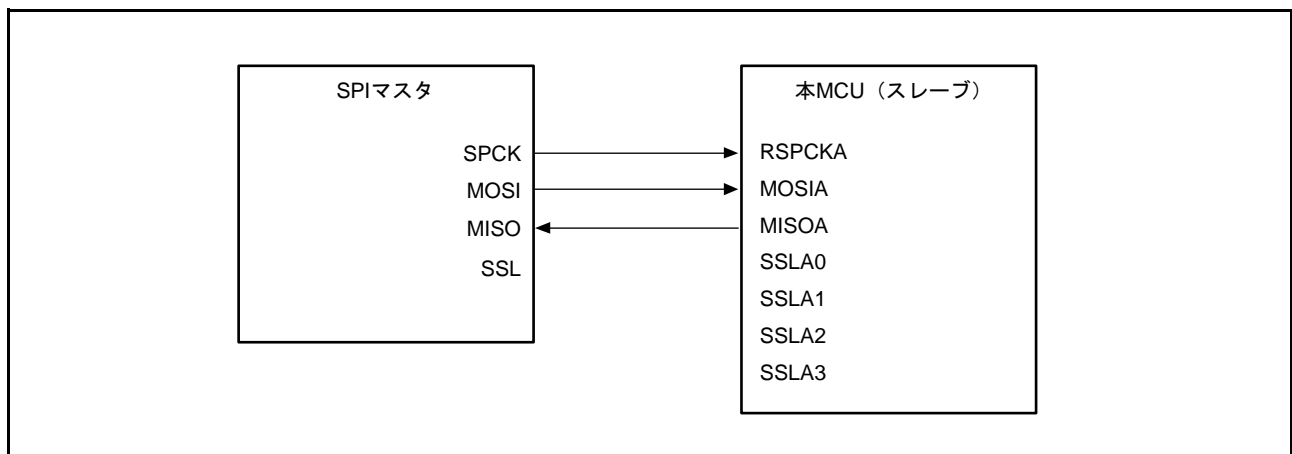 SPIマスタ
SPCK
MOSI
MISO
SSL
本MCU（スレーブ）
RSPCKA
MOSIA
MISOA
SSLA0
SSLA1
SSLA2
SSLA3